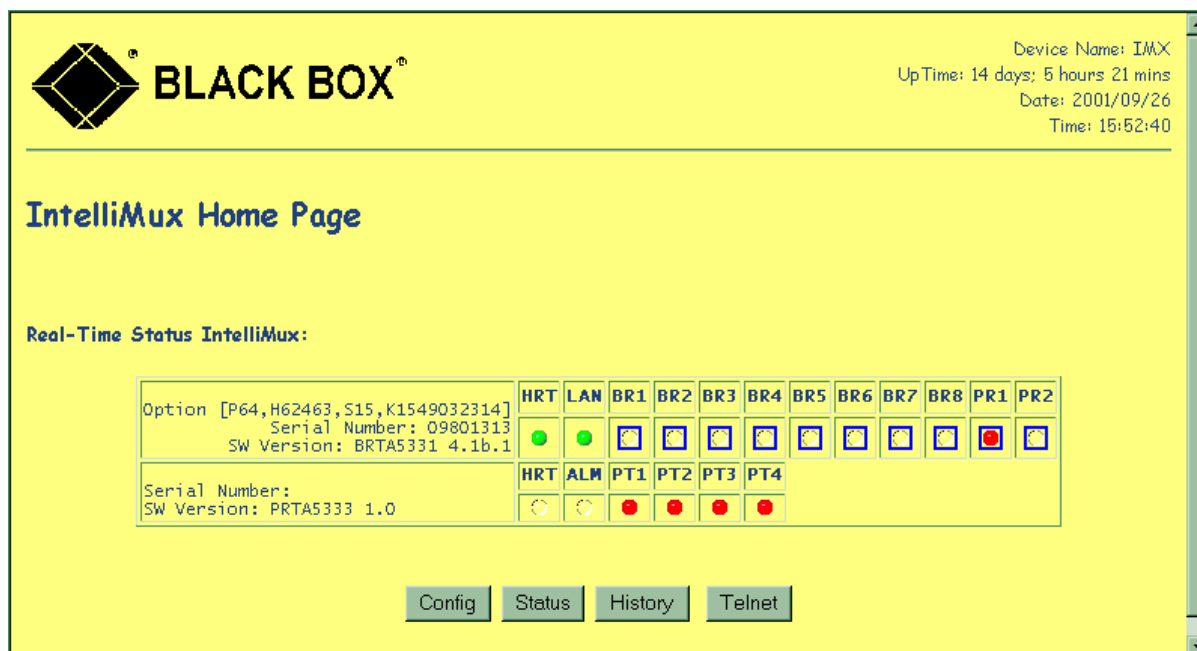 BLACK BOX®
Device Name: IMX
UpTime: 14 days; 5 hours 21 mins
Date: 2001/09/26
Time: 15:52:40
IntelliMux Home Page
Real-Time Status IntelliMux:
Option [P64,H62463,S15,K1549032314]
Serial Number: 09801313
SW Version: BRTA5331 4.1b.1
HRT LAN BR1 BR2 BR3 BR4 BR5 BR6 BR7 BR8 PR1 PR2
Serial Number:
SW Version: PRTA5333 1.0
HRT ALM PT1 PT2 PT3 PT4
Config Status History Telnet